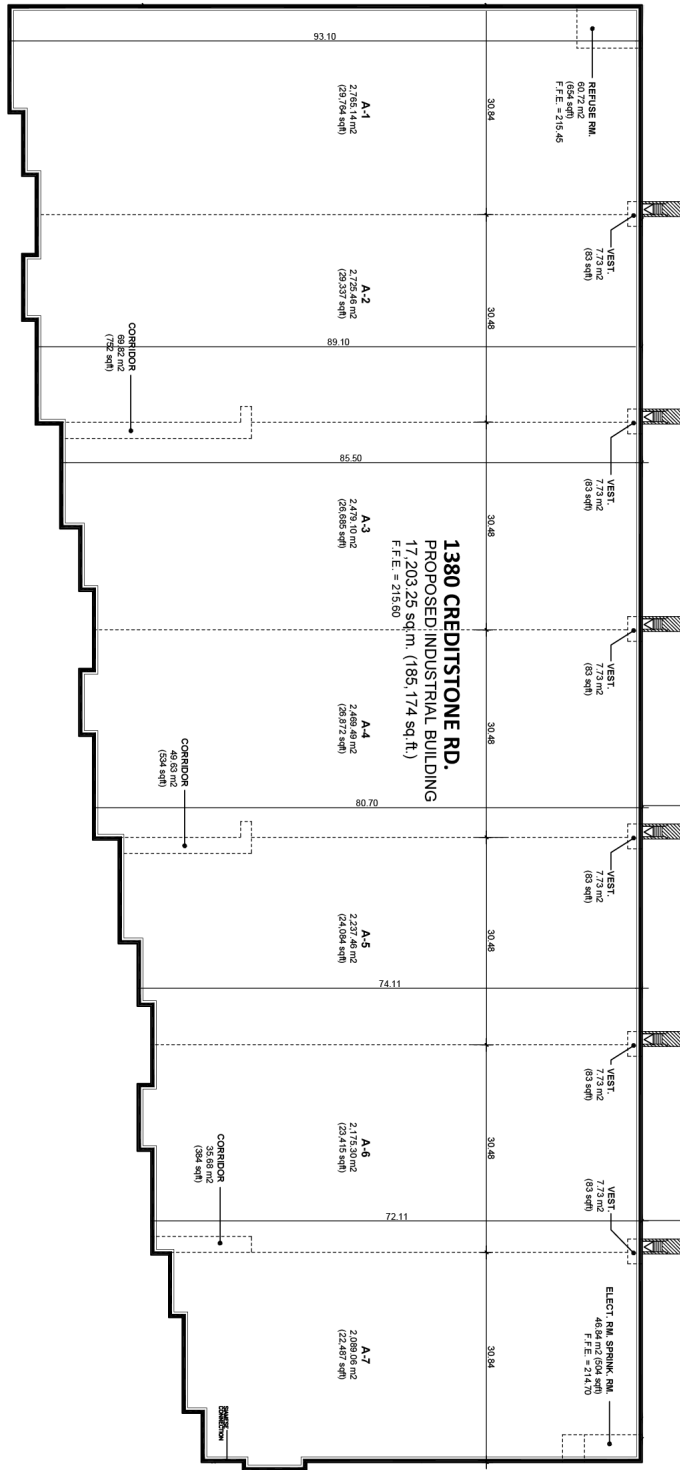 93.10
REFUSE RM.
60.72 m2
(654 sqft)
F.F.E. = 215.45
A-1
2,765.14 m2
(29,764 sqft)
30.84
VEST.
7.73 m2
(83 sqft)
A-2
2,725.46 m2
(29,337 sqft)
30.48
89.10
CORRIDOR
69.82 m2
(752 sqft)
VEST.
7.73 m2
(83 sqft)
85.50
A-3
2,479.10 m2
(26,685 sqft)
30.48
1380 CREDITSTONE RD.
PROPOSED INDUSTRIAL BUILDING
17,203.25 sq.m. (185,174 sq.ft.)
F.F.E. = 215.60
VEST.
7.73 m2
(83 sqft)
A-4
2,469.49 m2
(26,872 sqft)
30.48
80.70
CORRIDOR
49.63 m2
(534 sqft)
VEST.
7.73 m2
(83 sqft)
A-5
2,237.46 m2
(24,084 sqft)
30.48
74.11
VEST.
7.73 m2
(83 sqft)
A-6
2,175.30 m2
(23,415 sqft)
30.48
CORRIDOR
35.68 m2
(384 sqft)
72.11
VEST.
7.73 m2
(83 sqft)
A-7
2,089.06 m2
(22,487 sqft)
30.84
ELECT. RM. SPRINK. RM.
46.84 m2 (504 sqft)
F.F.E. = 214.70
SIAMESE
CONNECTION